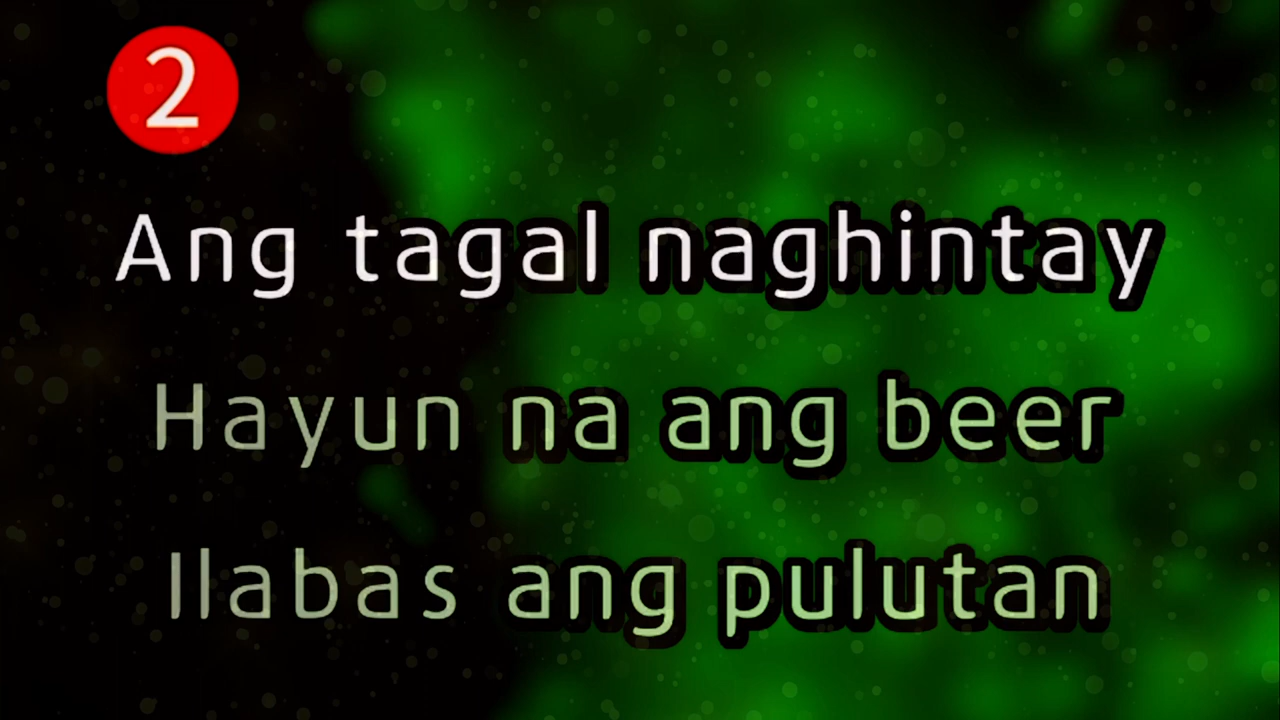 2
Ang tagal naghintay
Hayun na ang beer
Ilabas ang pulutan